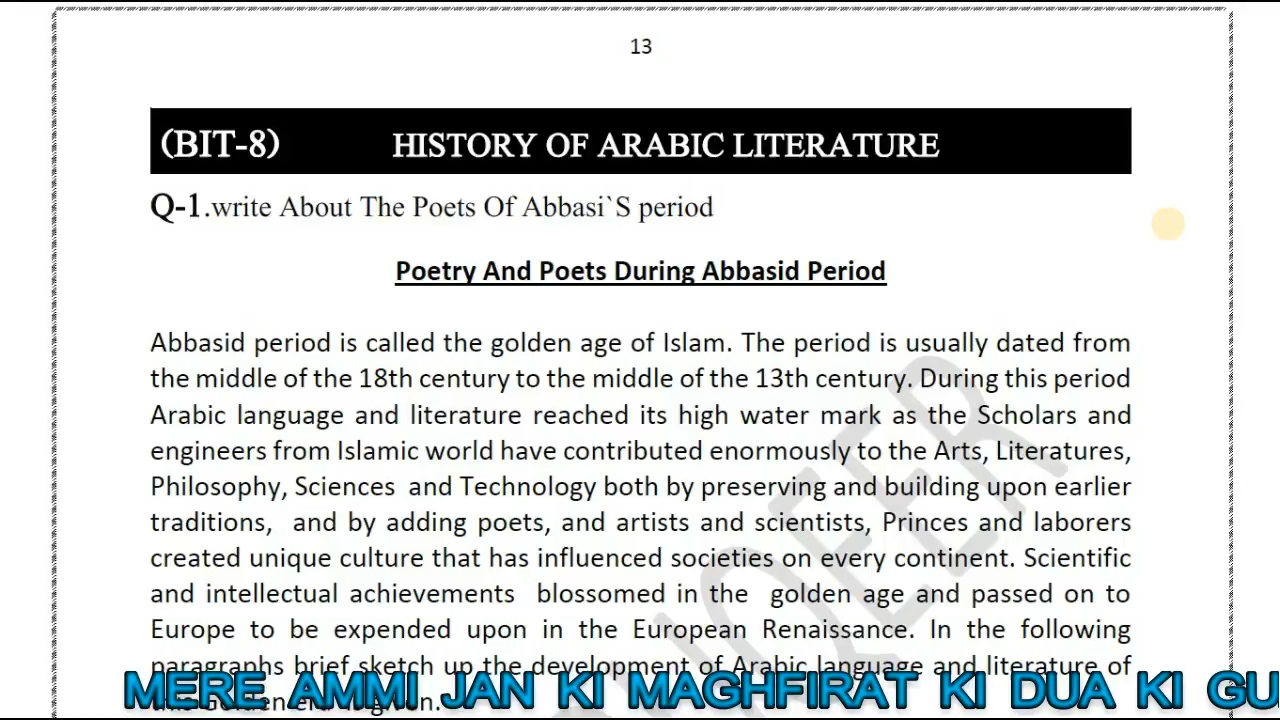 13
(BIT-8) HISTORY OF ARABIC LITERATURE
Q-1.write About The Poets Of Abbasi`S period
Poetry And Poets During Abbasid Period
Abbasid period is called the golden age of Islam. The period is usually dated from
the middle of the 18th century to the middle of the 13th century. During this period
Arabic language and literature reached its high water mark as the Scholars and
engineers from Islamic world have contributed enormously to the Arts, Literatures,
Philosophy, Sciences and Technology both by preserving and building upon earlier
traditions, and by adding poets, and artists and scientists, Princes and laborers
created unique culture that has influenced societies on every continent. Scientific
and intellectual achievements blossomed in the golden age and passed on to
Europe to be expended upon in the European Renaissance. In the following
paragraphs brief sketch up the development of Arabic language and literature of
MERE AMMI JAN KI MAGHFIRAT KI DUA KI GU